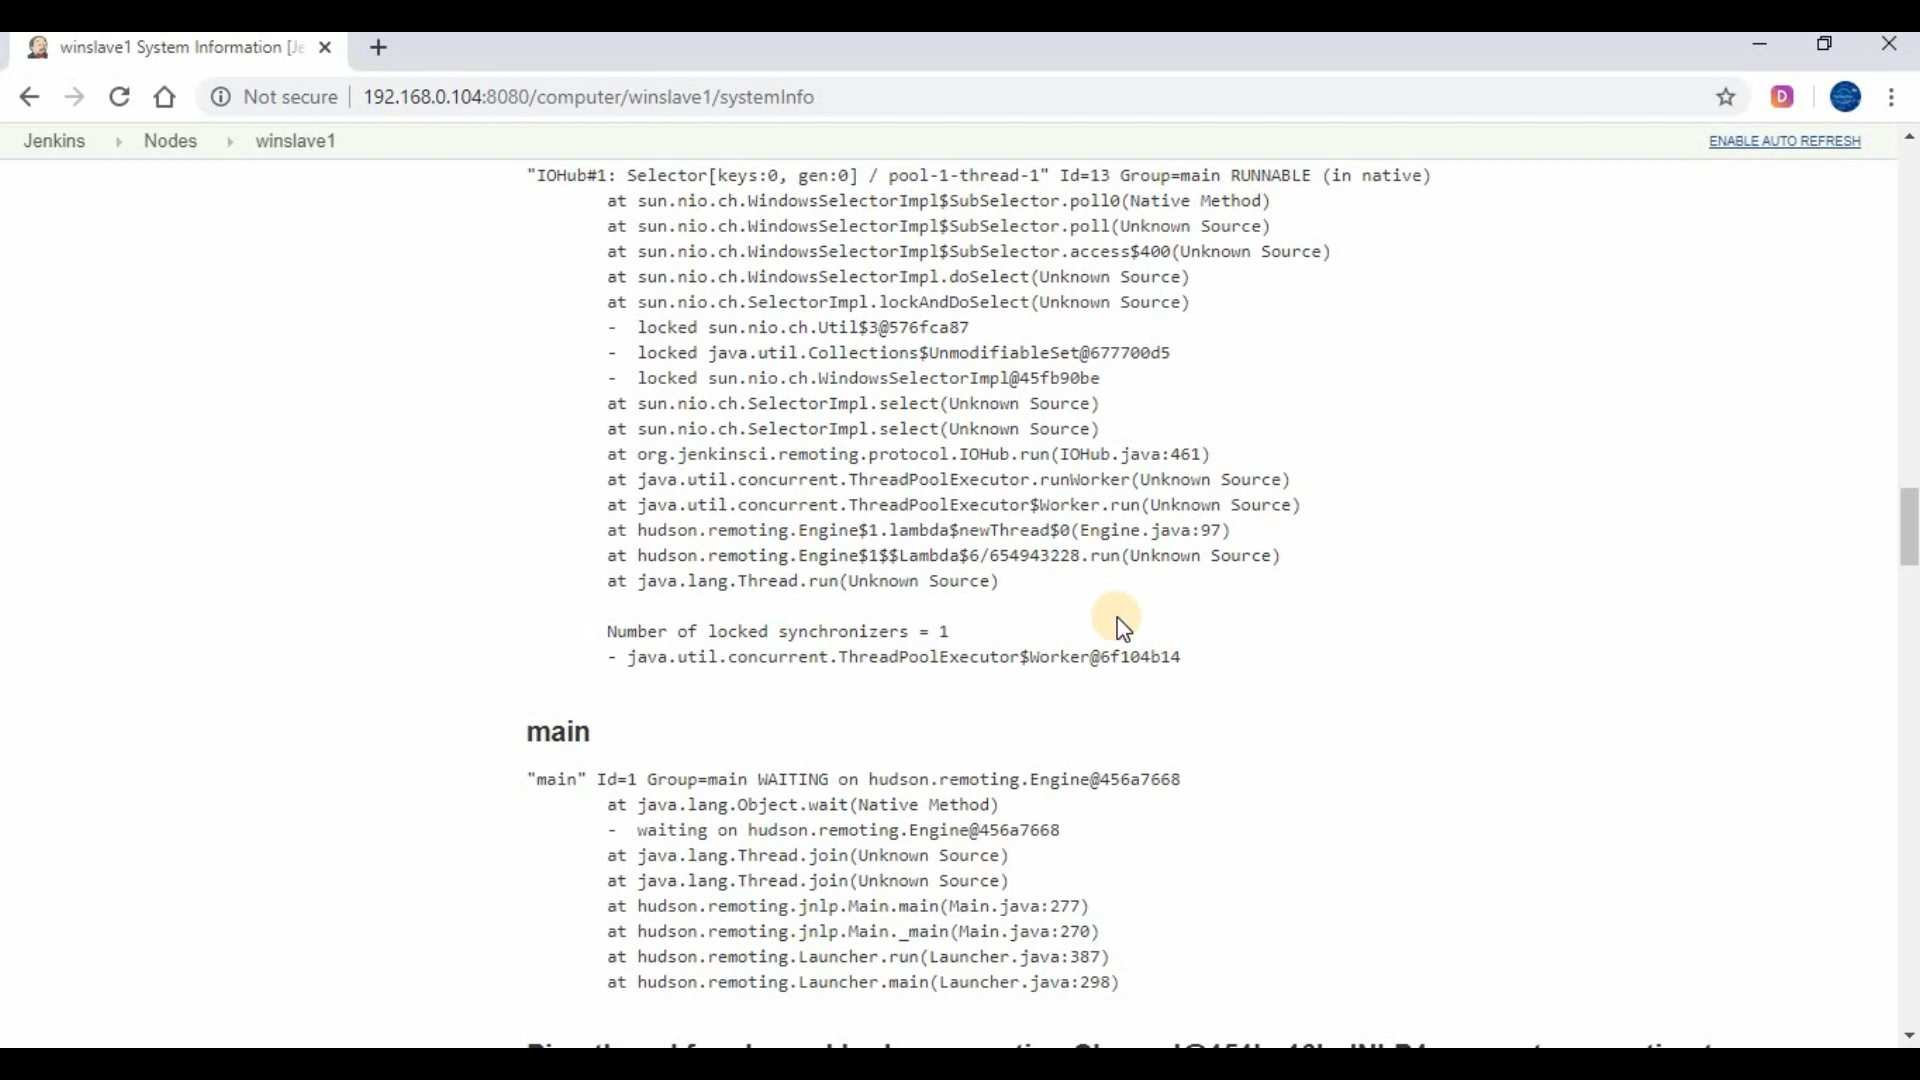 winslave1 System Information [Je
Not secure 192.168.0.104:8080/computer/winslave1/systemInfo
D
Jenkins Nodes winslave1 ENABLE AUTO REFRESH
"IOHub#1: Selector[keys:0, gen:0] / pool-1-thread-1" Id=13 Group=main RUNNABLE (in native)
at sun.nio.ch.WindowsSelectorImpl$SubSelector.poll0(Native Method)
at sun.nio.ch.WindowsSelectorImpl$SubSelector.poll(Unknown Source)
at sun.nio.ch.WindowsSelectorImpl$SubSelector.access$400(Unknown Source)
at sun.nio.ch.WindowsSelectorImpl.doSelect(Unknown Source)
at sun.nio.ch.SelectorImpl.lockAndDoSelect(Unknown Source)
- locked sun.nio.ch.Util$3@576fca87
- locked java.util.Collections$UnmodifiableSet@677700d5
- locked sun.nio.ch.WindowsSelectorImpl@45fb90be
at sun.nio.ch.SelectorImpl.select(Unknown Source)
at sun.nio.ch.SelectorImpl.select(Unknown Source)
at org.jenkinsci.remoting.protocol.IOHub.run(IOHub.java:461)
at java.util.concurrent.ThreadPoolExecutor.runWorker(Unknown Source)
at java.util.concurrent.ThreadPoolExecutor$Worker.run(Unknown Source)
at hudson.remoting.Engine$1.lambda$newThread$0(Engine.java:97)
at hudson.remoting.Engine$1$$Lambda$6/654943228.run(Unknown Source)
at java.lang.Thread.run(Unknown Source)
Number of locked synchronizers = 1
- java.util.concurrent.ThreadPoolExecutor$Worker@6f104b14
main
"main" Id=1 Group=main WAITING on hudson.remoting.Engine@456a7668
at java.lang.Object.wait(Native Method)
- waiting on hudson.remoting.Engine@456a7668
at java.lang.Thread.join(Unknown Source)
at java.lang.Thread.join(Unknown Source)
at hudson.remoting.jnlp.Main.main(Main.java:277)
at hudson.remoting.jnlp.Main._main(Main.java:270)
at hudson.remoting.Launcher.run(Launcher.java:387)
at hudson.remoting.Launcher.main(Launcher.java:298)